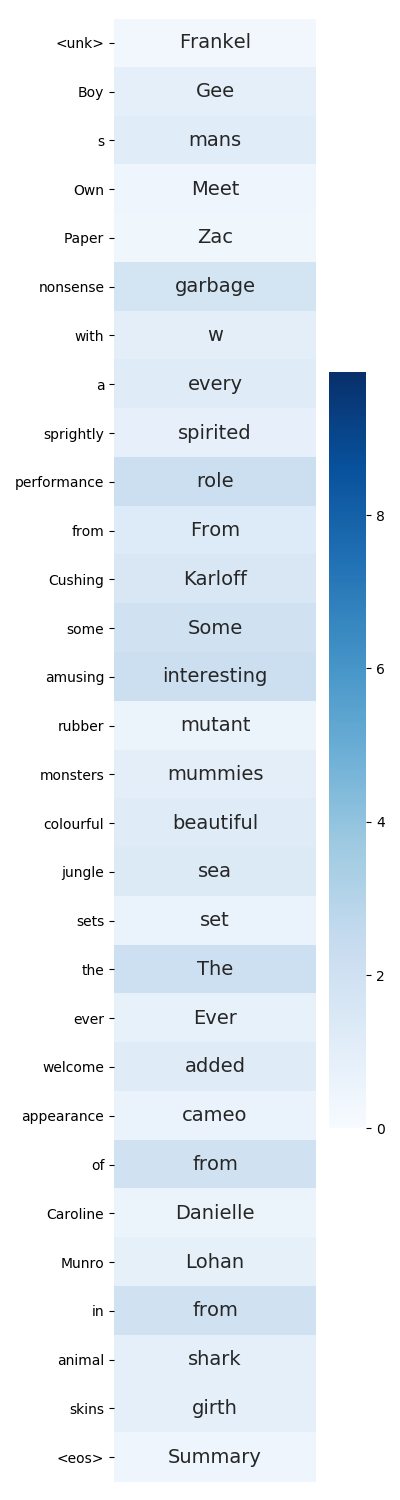 <unk> Frankel
Boy Gee
s mans
Own Meet
Paper Zac
nonsense garbage
with w
a every
sprightly spirited
performance role
from From
Cushing Karloff
some Some
amusing interesting
rubber mutant
monsters mummies
colourful beautiful
jungle sea
sets set
the The
ever Ever
welcome added
appearance cameo
of from
Caroline Danielle
Munro Lohan
in from
animal shark
skins girth
<eos> Summary
8
6
4
2
0